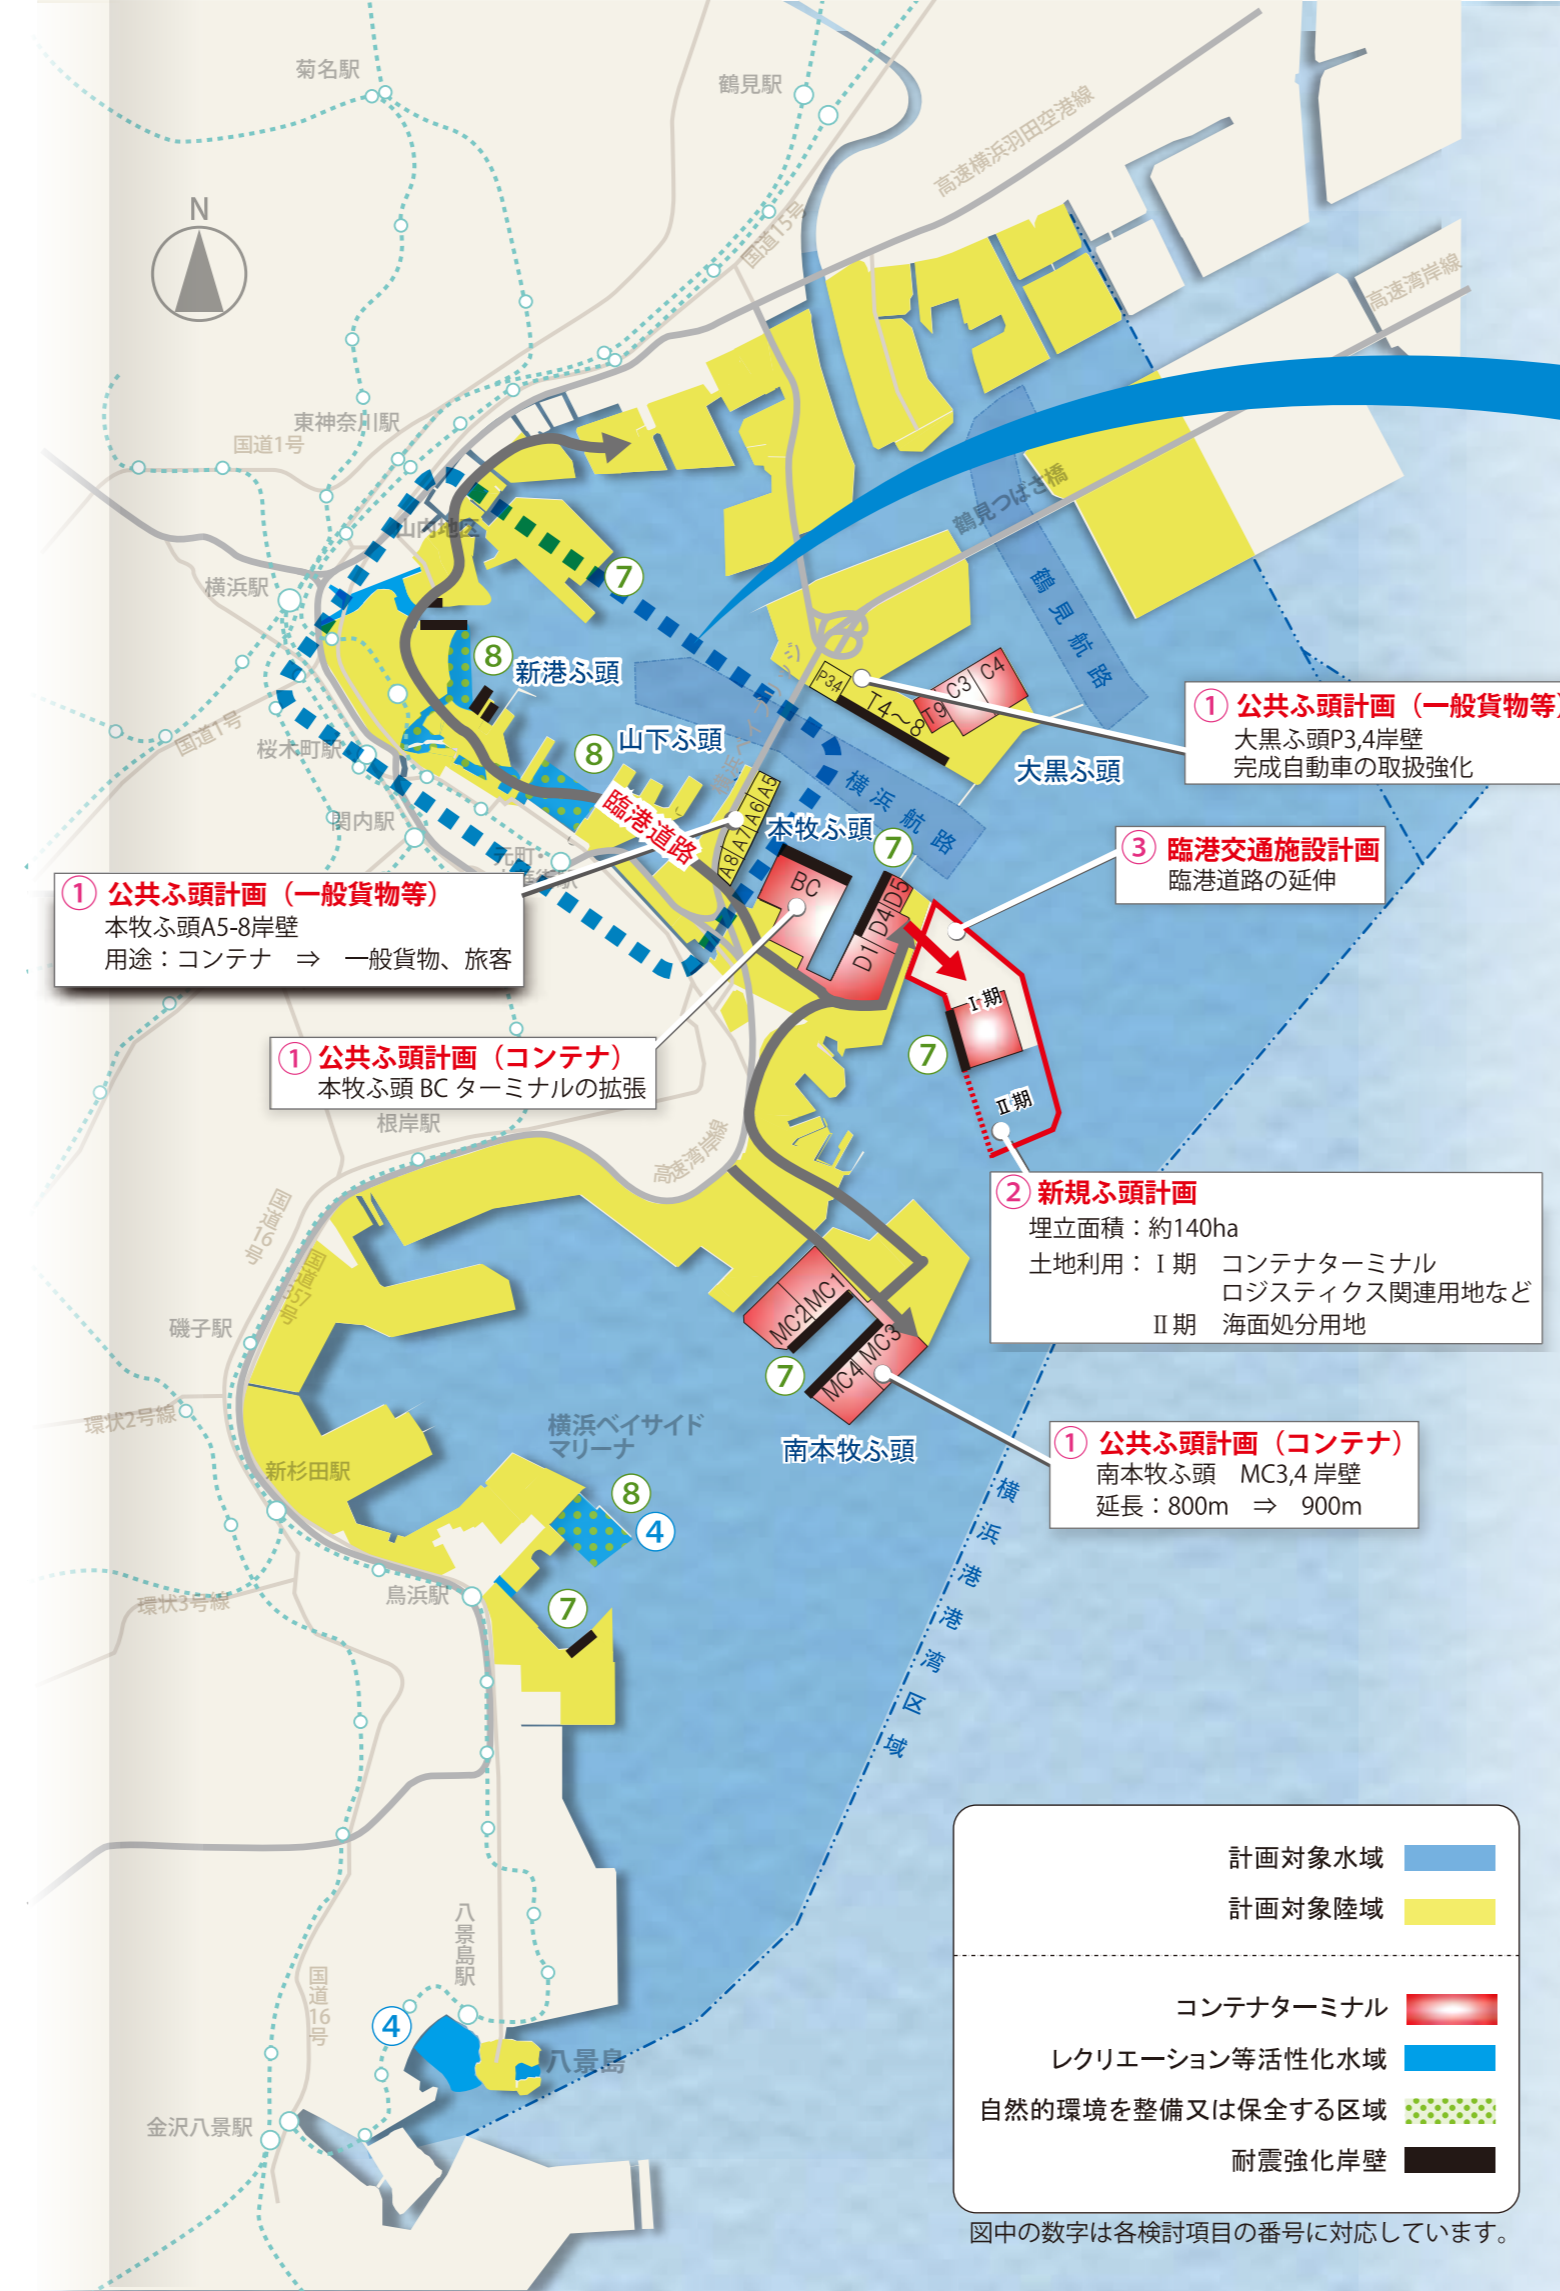 菊名駅
鶴見駅
高速横浜羽田空港線
国道15号
N
高速湾岸線
東神奈川駅
国道1号
鶴見つばさ橋
山内地区
横浜駅
⑦
鶴見航路
⑧
新港ふ頭
P3,4
T4～8
T9
C3
C4
国道1号
桜木町駅
⑧
山下ふ頭
横浜ベイブリッジ
横浜航路
大黒ふ頭
① 公共ふ頭計画（一般貨物等）
大黒ふ頭P3,4岸壁
完成自動車の取扱強化
関内駅
臨港道路
A8 A7 A6 A5
本牧ふ頭
⑦
③ 臨港交通施設計画
臨港道路の延伸
元町・
① 公共ふ頭計画（一般貨物等）
本牧ふ頭A5-8岸壁
用途：コンテナ　⇒　一般貨物、旅客
BC
D1
D4
D5
Ⅰ期
⑦
① 公共ふ頭計画（コンテナ）
本牧ふ頭 BC ターミナルの拡張
Ⅱ期
根岸駅
高速湾岸線
② 新規ふ頭計画
埋立面積：約140ha
土地利用：Ⅰ期　コンテナターミナル
ロジスティクス関連用地など
Ⅱ期　海面処分用地
国道16号
国道357号
磯子駅
MC2
MC1
MC4
MC3
⑦
南本牧ふ頭
① 公共ふ頭計画（コンテナ）
南本牧ふ頭　MC3,4 岸壁
延長：800m　⇒　900m
環状2号線
横浜ベイサイド
マリーナ
新杉田駅
⑧
④
横浜港港湾区域
鳥浜駅
環状3号線
⑦
八景島駅
国道16号
④
八景島
金沢八景駅
計画対象水域
計画対象陸域
コンテナターミナル
レクリエーション等活性化水域
自然的環境を整備又は保全する区域
耐震強化岸壁
図中の数字は各検討項目の番号に対応しています。